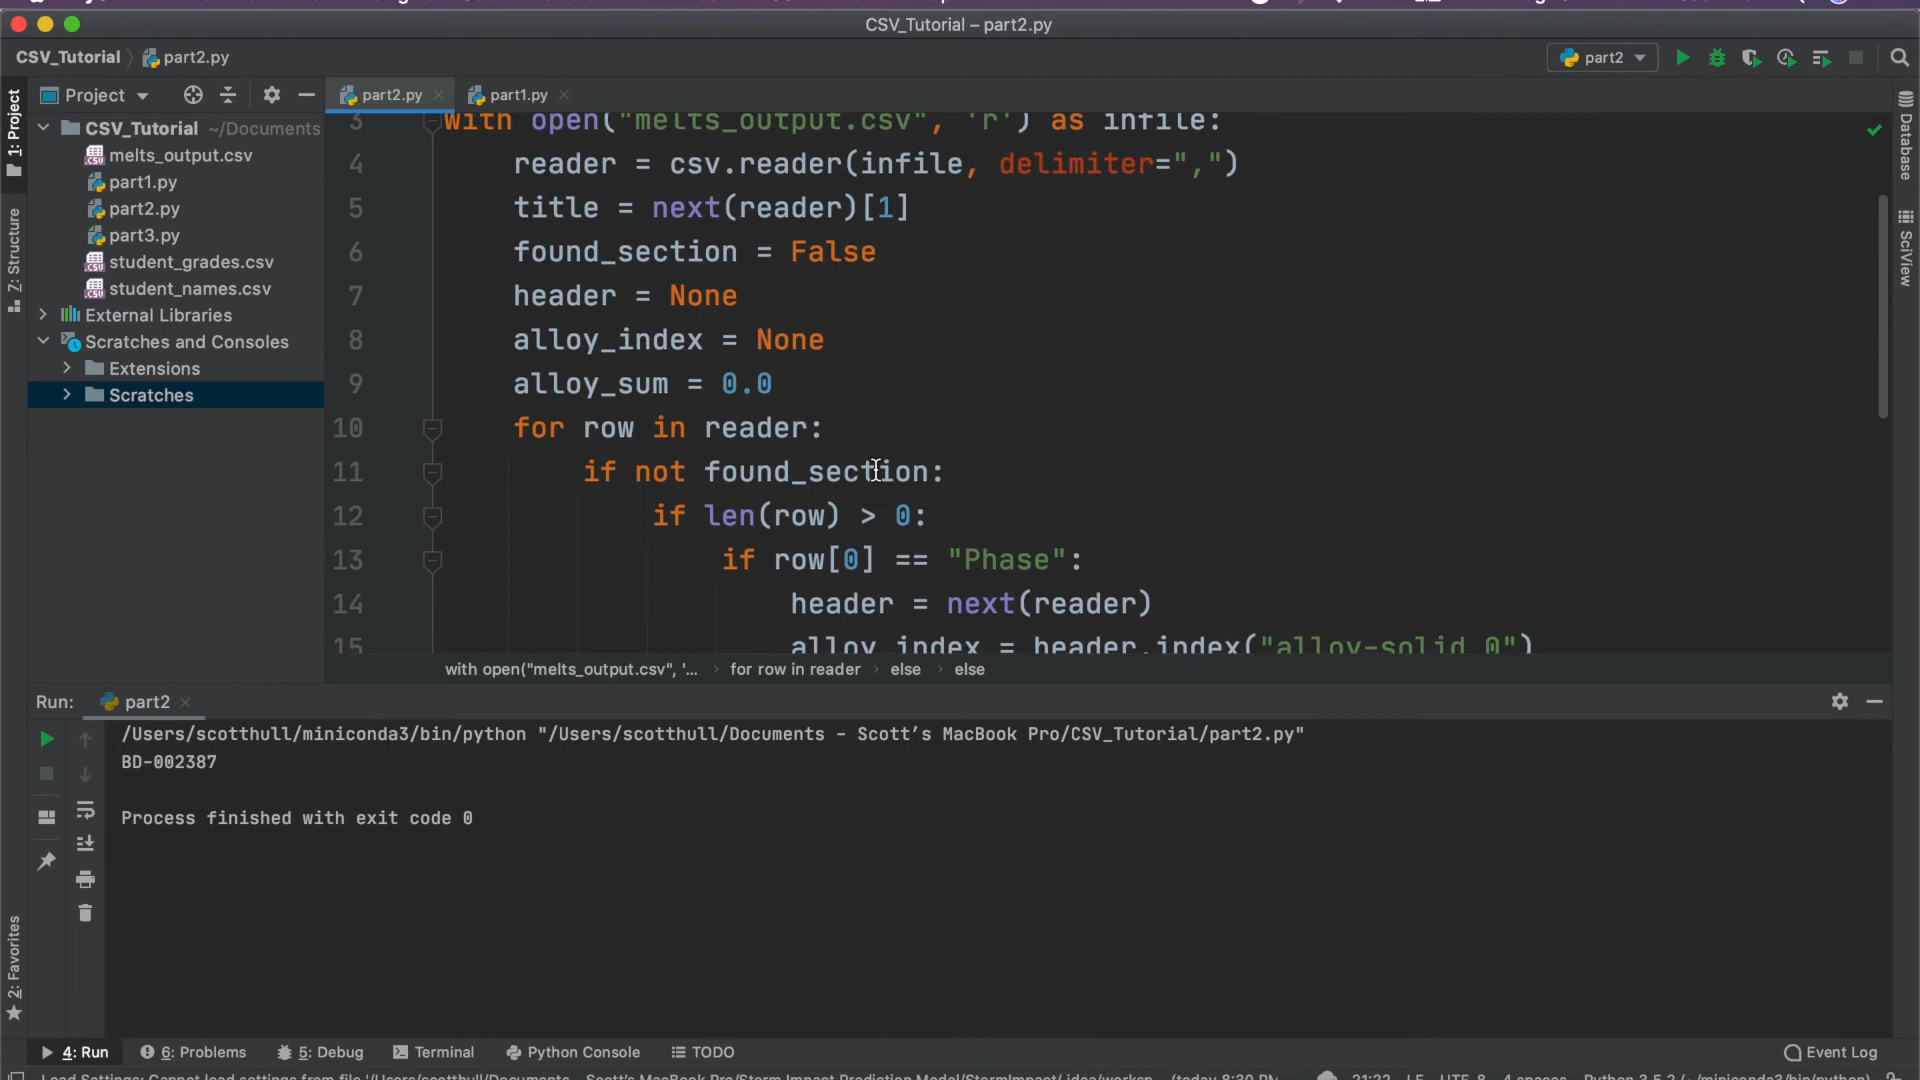 CSV_Tutorial – part2.py
CSV_Tutorial
part2.py
part2
1: Project
Project
part2.py
part1.py
CSV_Tutorial ~/Documents
melts_output.csv
part1.py
part2.py
part3.py
student_grades.csv
student_names.csv
External Libraries
Scratches and Consoles
Extensions
Scratches
7: Structure
2: Favorites
Database
SciView
3 with open("melts_output.csv", 'r') as infile:
4 reader = csv.reader(infile, delimiter=",")
5 title = next(reader)[1]
6 found_section = False
7 header = None
8 alloy_index = None
9 alloy_sum = 0.0
10 for row in reader:
11 if not found_section:
12 if len(row) > 0:
13 if row[0] == "Phase":
14 header = next(reader)
15 alloy_index = header.index("alloy-solid_0")
with open("melts_output.csv", '... for row in reader else else
Run: part2
/Users/scotthull/miniconda3/bin/python "/Users/scotthull/Documents - Scott’s MacBook Pro/CSV_Tutorial/part2.py"
BD-002387
Process finished with exit code 0
4: Run 6: Problems 5: Debug Terminal Python Console TODO Event Log